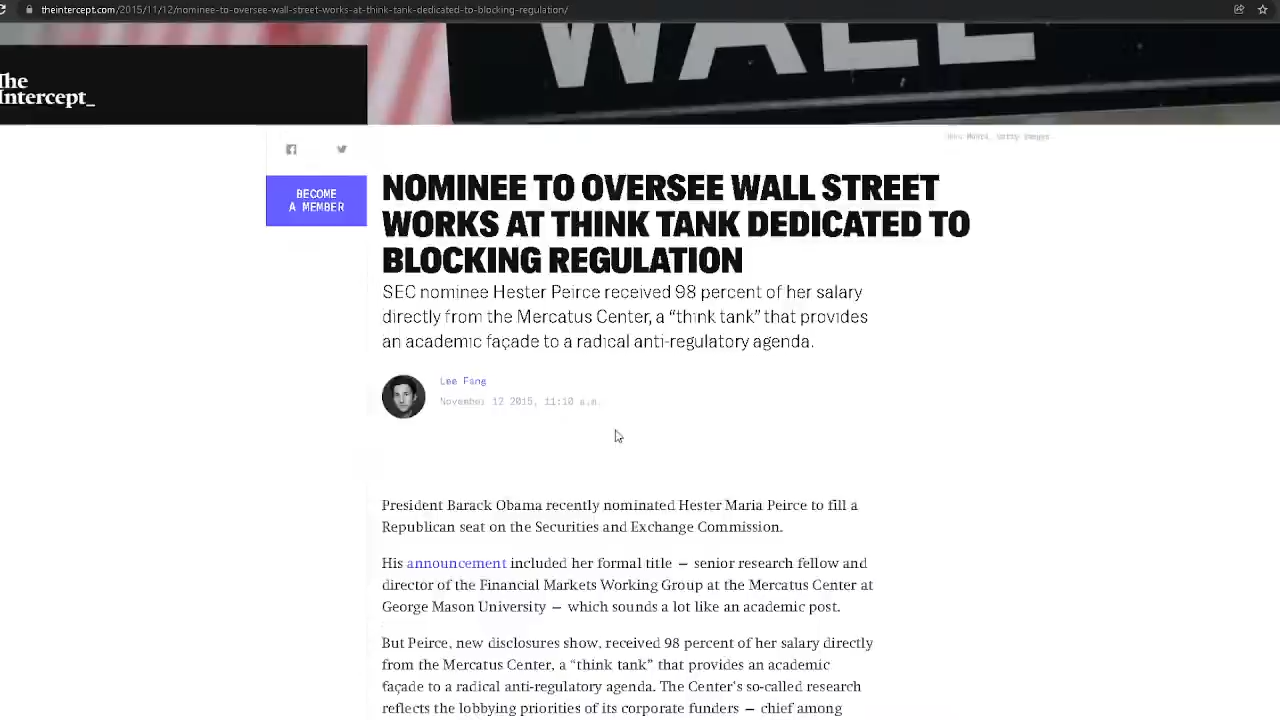 theintercept.com/2015/11/12/nominee-to-oversee-wall-street-works-at-think-tank-dedicated-to-blocking-regulation/
WALL
The
Intercept_
Getty Images
BECOME
A MEMBER
NOMINEE TO OVERSEE WALL STREET
WORKS AT THINK TANK DEDICATED TO
BLOCKING REGULATION
SEC nominee Hester Peirce received 98 percent of her salary
directly from the Mercatus Center, a “think tank” that provides
an academic façade to a radical anti-regulatory agenda.
Lee Fang
November 12 2015, 11:10 a.m.
President Barack Obama recently nominated Hester Maria Peirce to fill a
Republican seat on the Securities and Exchange Commission.
His announcement included her formal title — senior research fellow and
director of the Financial Markets Working Group at the Mercatus Center at
George Mason University — which sounds a lot like an academic post.
But Peirce, new disclosures show, received 98 percent of her salary directly
from the Mercatus Center, a “think tank” that provides an academic
façade to a radical anti-regulatory agenda. The Center’s so-called research
reflects the lobbying priorities of its corporate funders — chief among